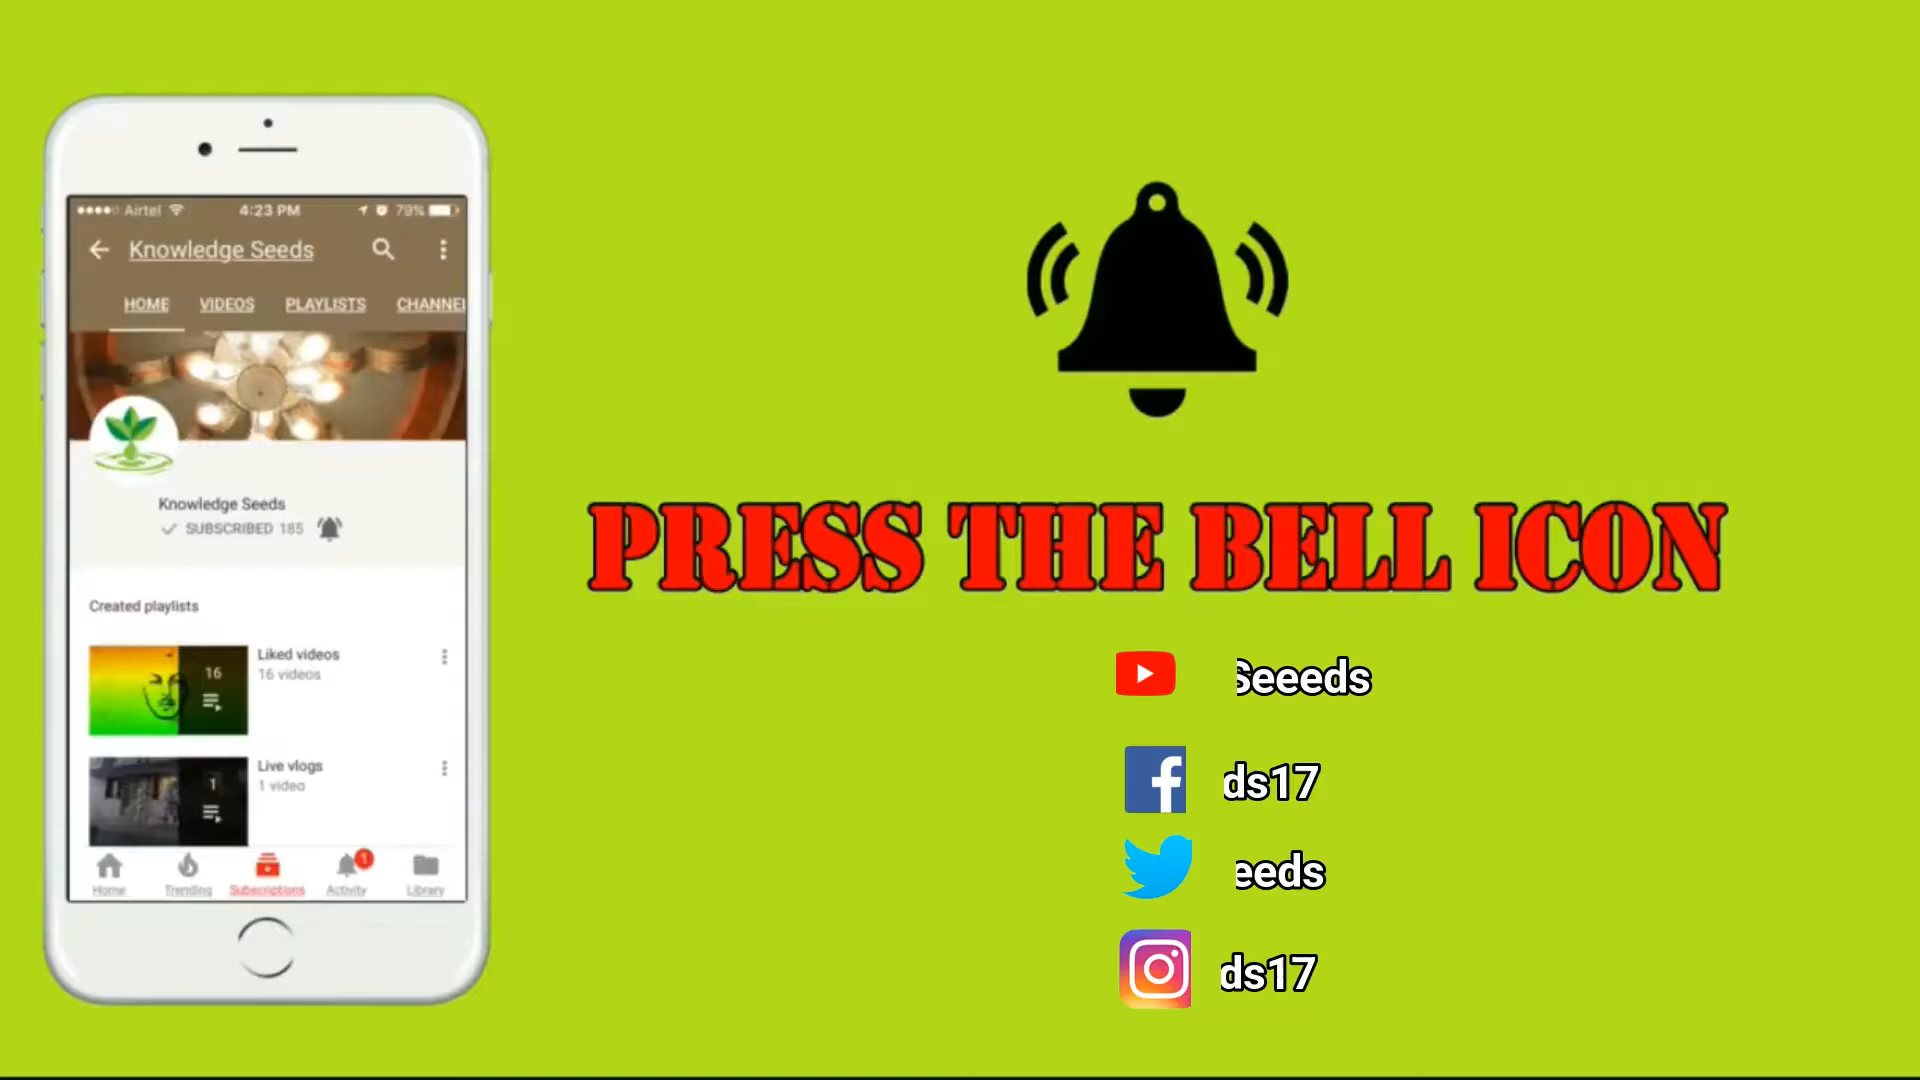 Airtel 4:23 PM 79%
Knowledge Seeds
HOME VIDEOS PLAYLISTS CHANNEL
Knowledge Seeds
SUBSCRIBED 185
Created playlists
16
Liked videos
16 videos
1
Live vlogs
1 video
Home Trending Subscriptions 1 Activity Library
PRESS THE BELL ICON
Seeeds
ds17
eeds
ds17